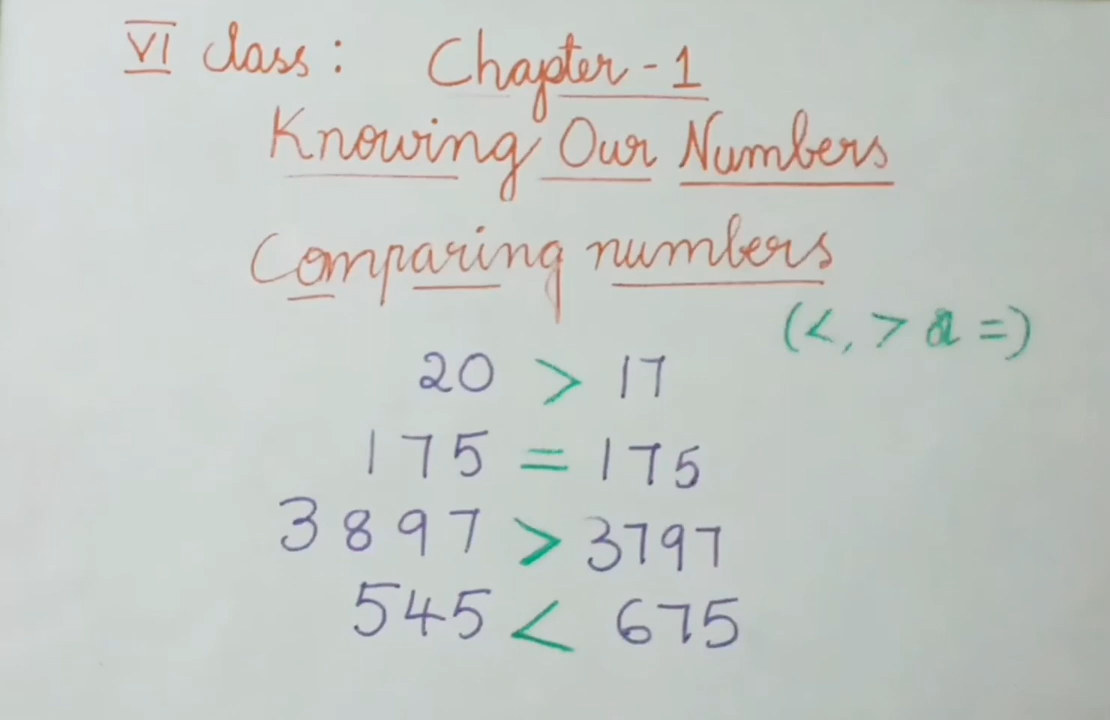 VI Class: Chapter-1
Knowing Our Numbers
Comparing numbers
(<, > & =)
20 > 17
175 = 175
3897 > 3797
545 < 675